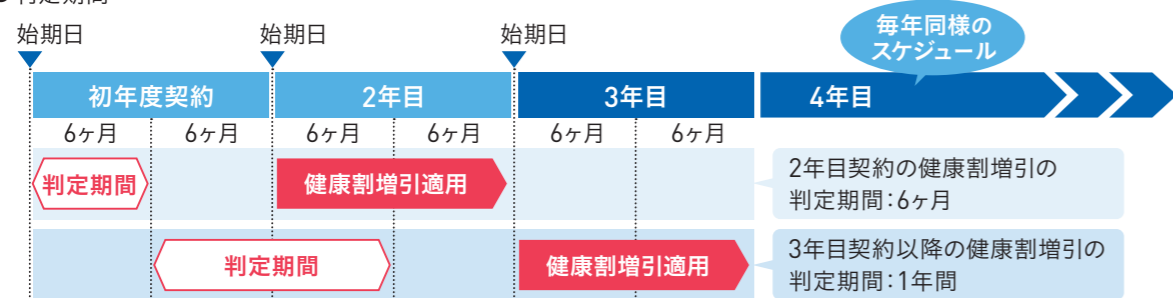 始期日 始期日 始期日
毎年同様の
スケジュール
初年度契約 2年目 3年目 4年目
6ヶ月 6ヶ月 6ヶ月 6ヶ月 6ヶ月 6ヶ月
判定期間 健康割増引適用
2年目契約の健康割増引の
判定期間：6ヶ月
判定期間 健康割増引適用
3年目契約以降の健康割増引の
判定期間：1年間